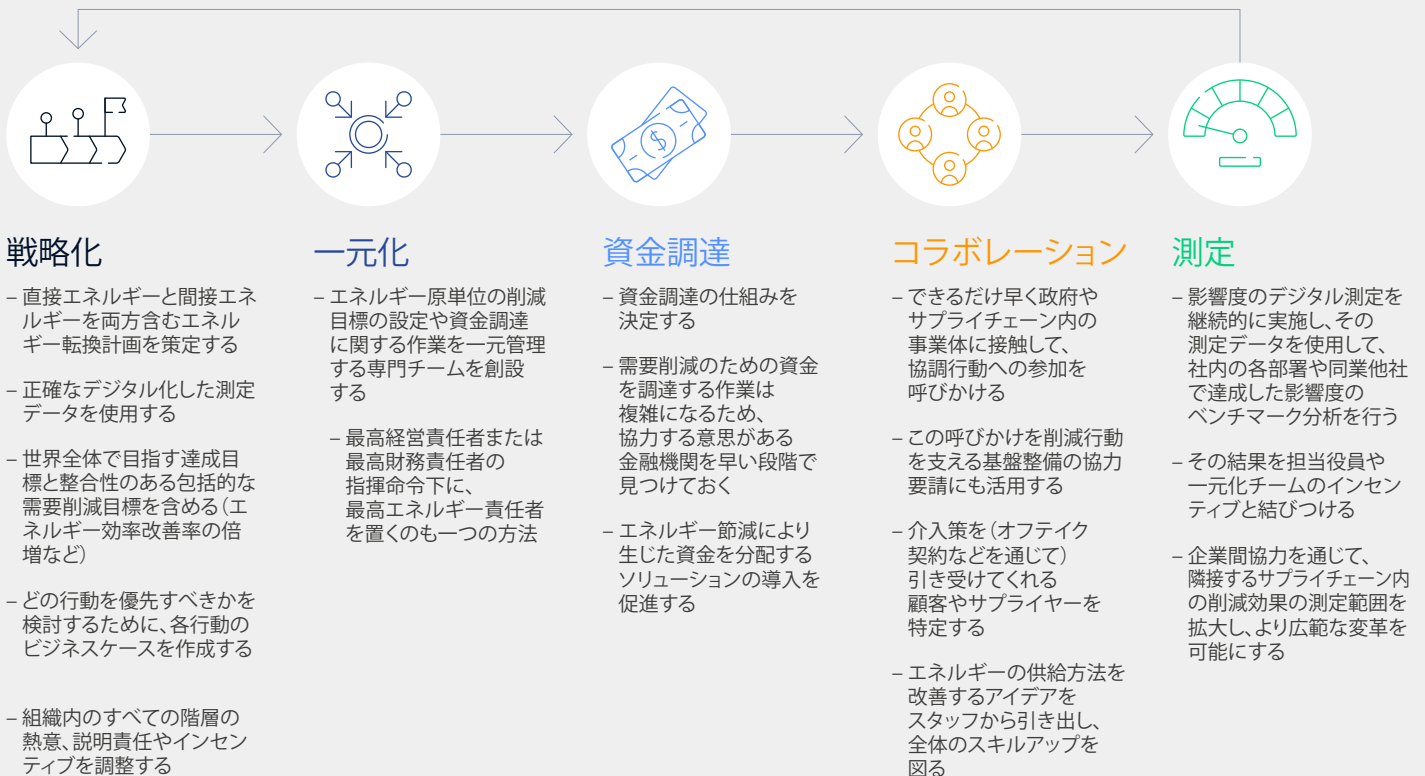 戦略化
– 直接エネルギーと間接エネ
ルギーを両方含むエネル
ギー転換計画を策定する
– 正確なデジタル化した測定
データを使用する
– 世界全体で目指す達成目
標と整合性のある包括的な
需要削減目標を含める（エ
ネルギー効率改善率の倍
増など）
– どの行動を優先すべきかを
検討するために、各行動の
ビジネスケースを作成する
– 組織内のすべての階層の
熱意、説明責任やインセン
ティブを調整する
一元化
– エネルギー原単位の削減
目標の設定や資金調達
に関する作業を一元管理
する専門チームを創設
する
– 最高経営責任者または
最高財務責任者の
指揮命令下に、
最高エネルギー責任者
を置くのも一つの方法
資金調達
– 資金調達の仕組みを
決定する
– 需要削減のための資金
を調達する作業は
複雑になるため、
協力する意思がある
金融機関を早い段階で
見つけておく
– エネルギー節減により
生じた資金を分配する
ソリューションの導入を
促進する
コラボレーション
– できるだけ早く政府や
サプライチェーン内の
事業体に接触して、
協調行動への参加を
呼びかける
– この呼びかけを削減行動
を支える基盤整備の協力
要請にも活用する
– 介入策を（オフテイク
契約などを通じて）
引き受けてくれる
顧客やサプライヤーを
特定する
– エネルギーの供給方法を
改善するアイデアを
スタッフから引き出し、
全体のスキルアップを
図る
測定
– 影響度のデジタル測定を
継続的に実施し、その
測定データを使用して、
社内の各部署や同業他社
で達成した影響度の
ベンチマーク分析を行う
– その結果を担当役員や
一元化チームのインセン
ティブと結びつける
– 企業間協力を通じて、
隣接するサプライチェーン内
の削減効果の測定範囲を
拡大し、より広範な変革を
可能にする